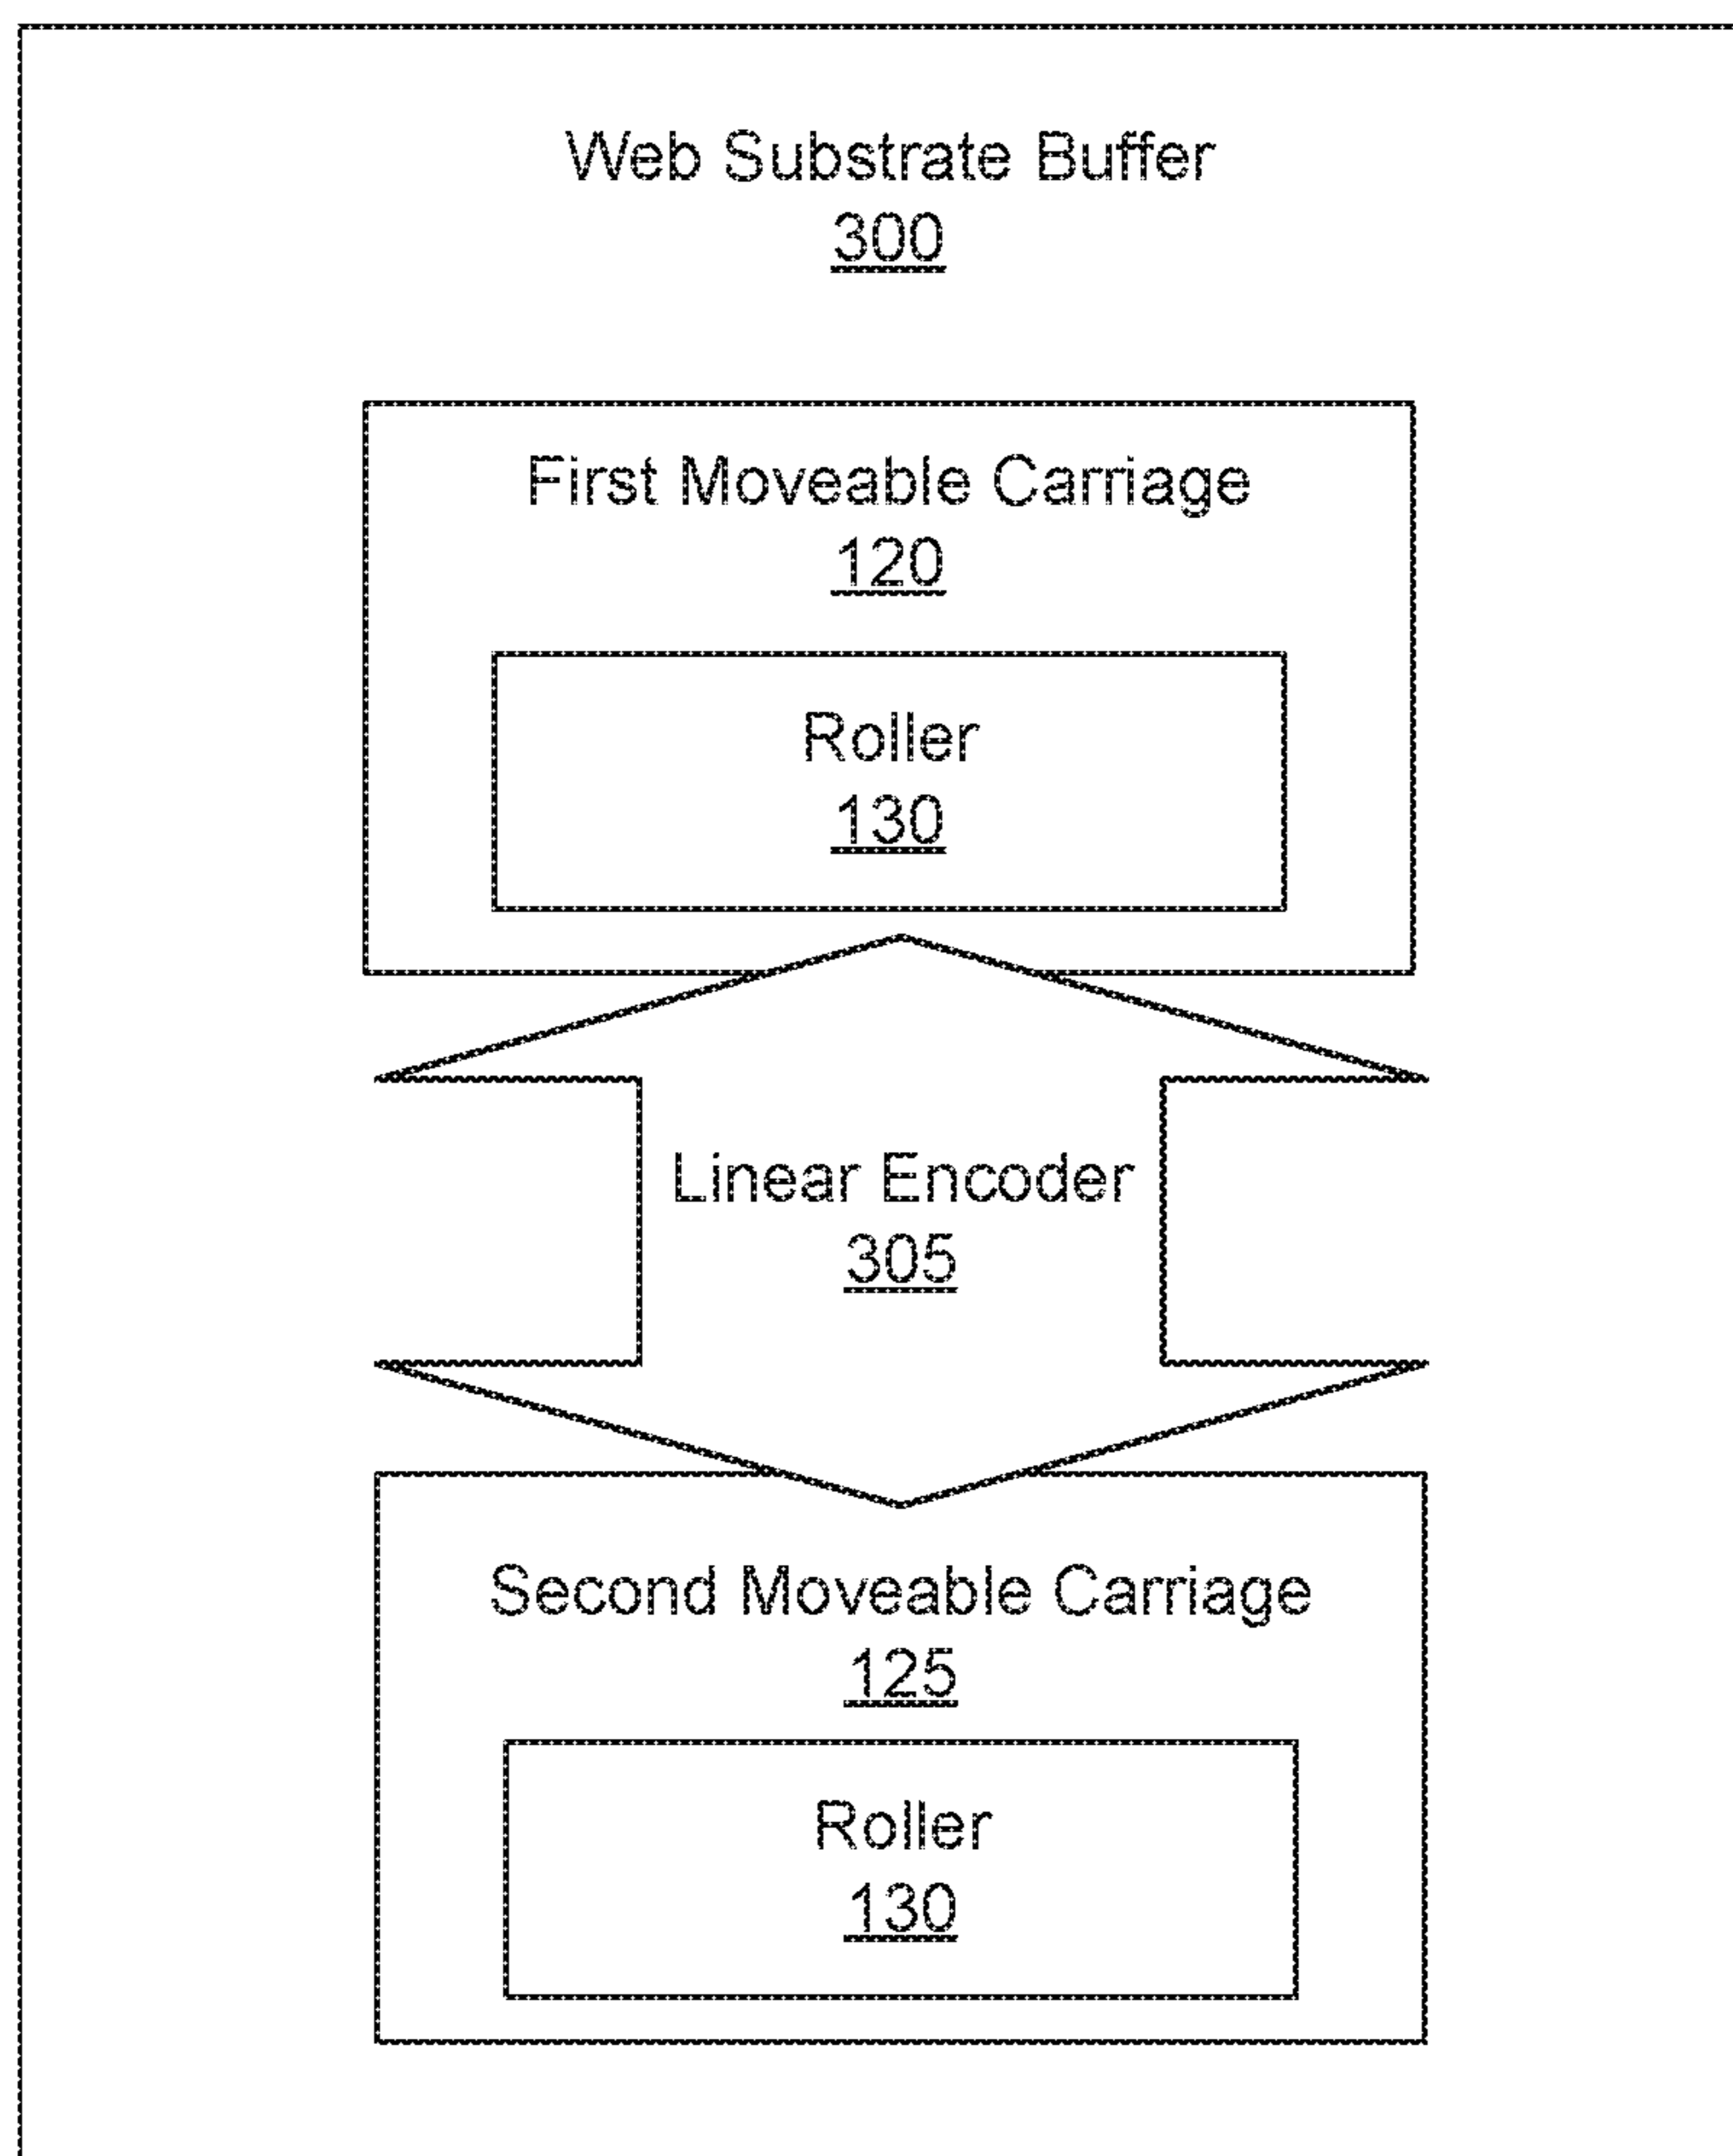 Web Substrate Buffer
300
First Moveable Carriage
120
Roller
130
Linear Encoder
305
Second Moveable Carriage
125
Roller
130